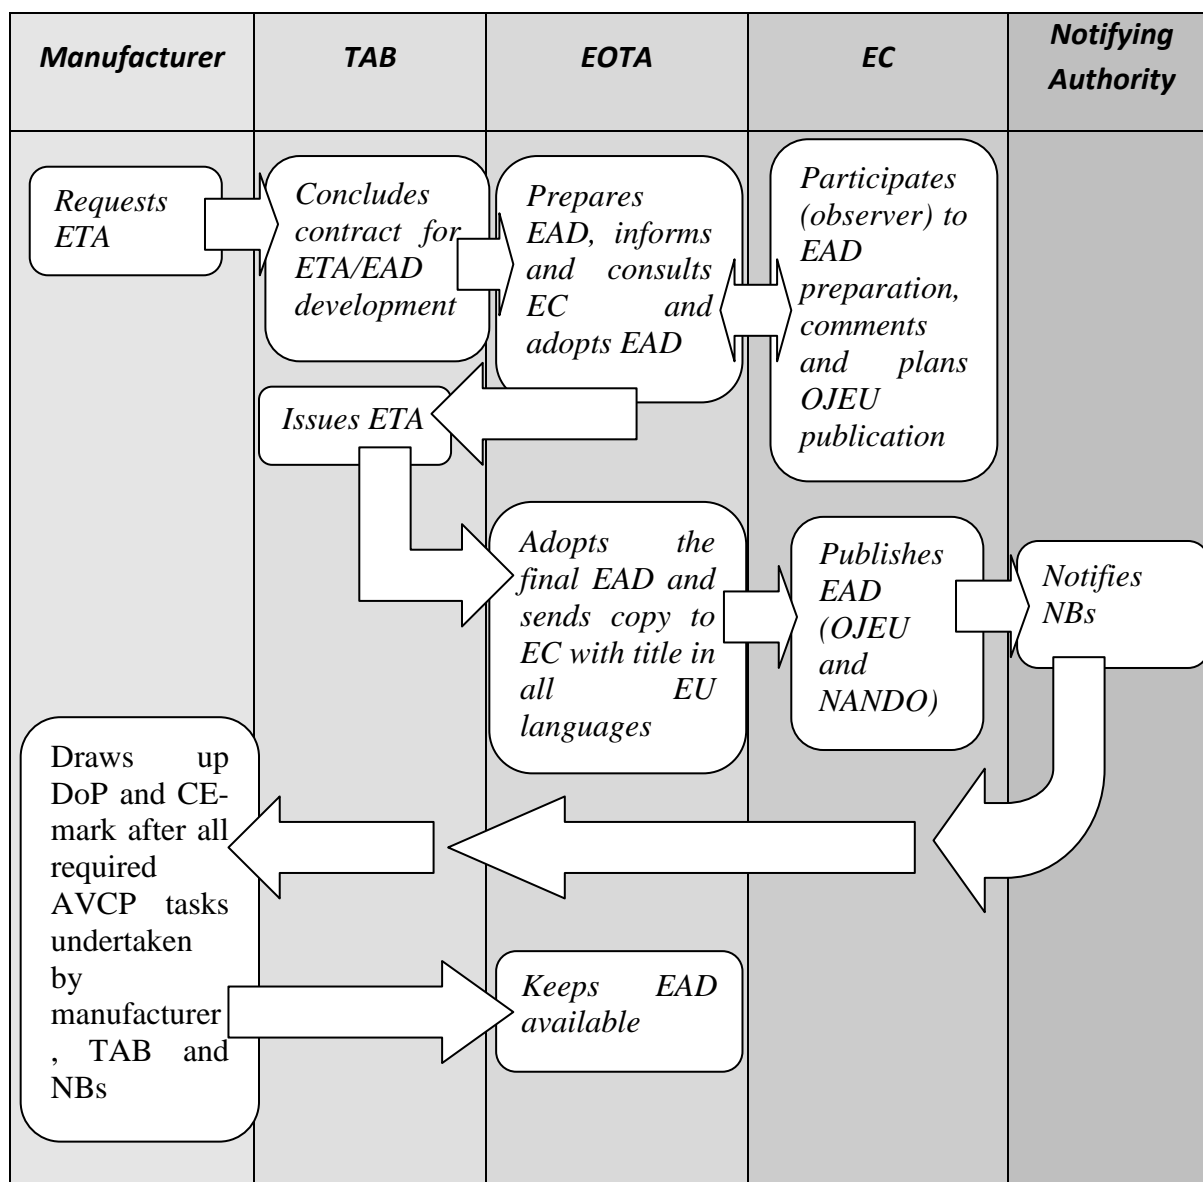 Manufacturer
TAB
EOTA
EC
Notifying
Authority
Requests
ETA
Concludes
contract for
ETA/EAD
development
Prepares
EAD, informs
and consults
EC and
adopts EAD
Participates
(observer) to
EAD
preparation,
comments
and plans
OJEU
publication
Issues ETA
Adopts the
final EAD and
sends copy to
EC with title in
all EU
languages
Publishes
EAD
(OJEU
and
NANDO)
Notifies
NBs
Draws up
DoP and CE-
mark after all
required
AVCP tasks
undertaken
by
manufacturer
, TAB and
NBs
Keeps EAD
available